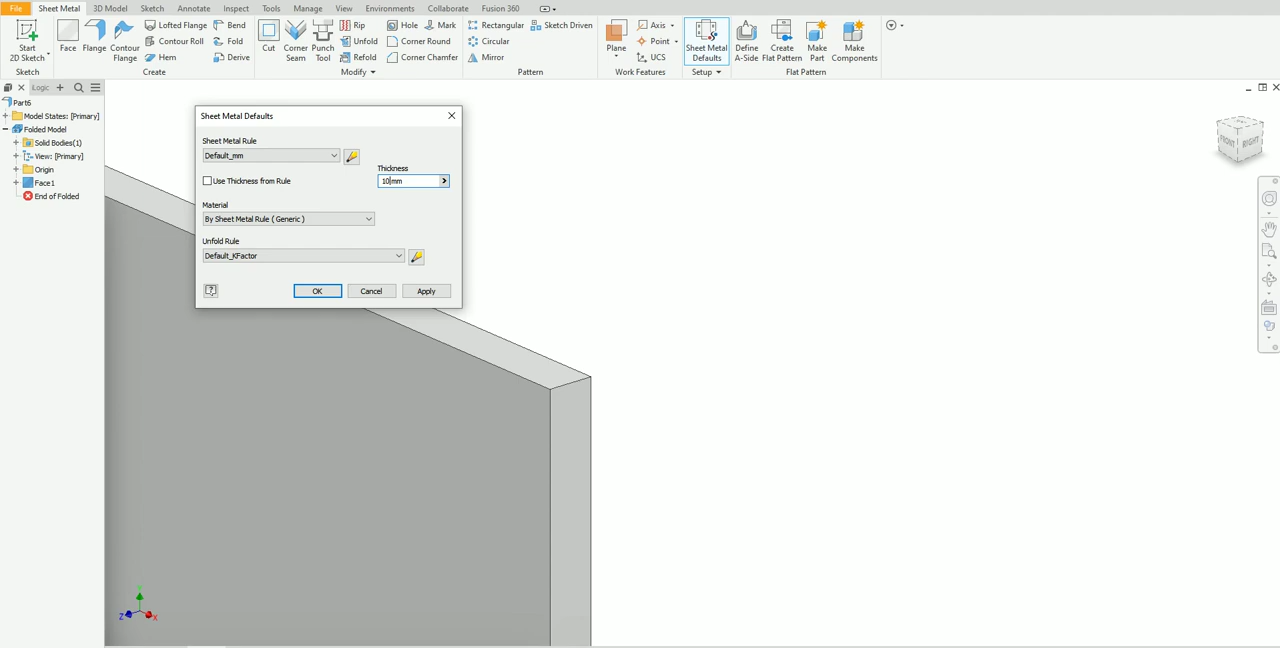 File Sheet Metal 3D Model Sketch Annotate Inspect Tools Manage View Environments Collaborate Fusion 360
Start
2D Sketch
Face
Flange
Contour
Flange
Lofted Flange
Contour Roll
Hem
Bend
Fold
Derive
Cut
Corner
Seam
Punch
Tool
Rip
Unfold
Refold
Hole
Mark
Corner Round
Corner Chamfer
Rectangular
Circular
Mirror
Sketch Driven
Plane
Axis
Point
UCS
Sheet Metal
Defaults
Define
A-Side
Create
Flat Pattern
Make
Part
Make
Components
Sketch Create Modify Pattern Work Features Setup Flat Pattern
Logic
Part6
Model States: [Primary]
Folded Model
Solid Bodies(1)
View: [Primary]
Origin
Face1
End of Folded
Sheet Metal Defaults
Sheet Metal Rule
Default_mm
Use Thickness from Rule
Thickness
10 mm
Material
By Sheet Metal Rule ( Generic )
Unfold Rule
Default_KFactor
OK Cancel Apply
FRONT RIGHT
Z X